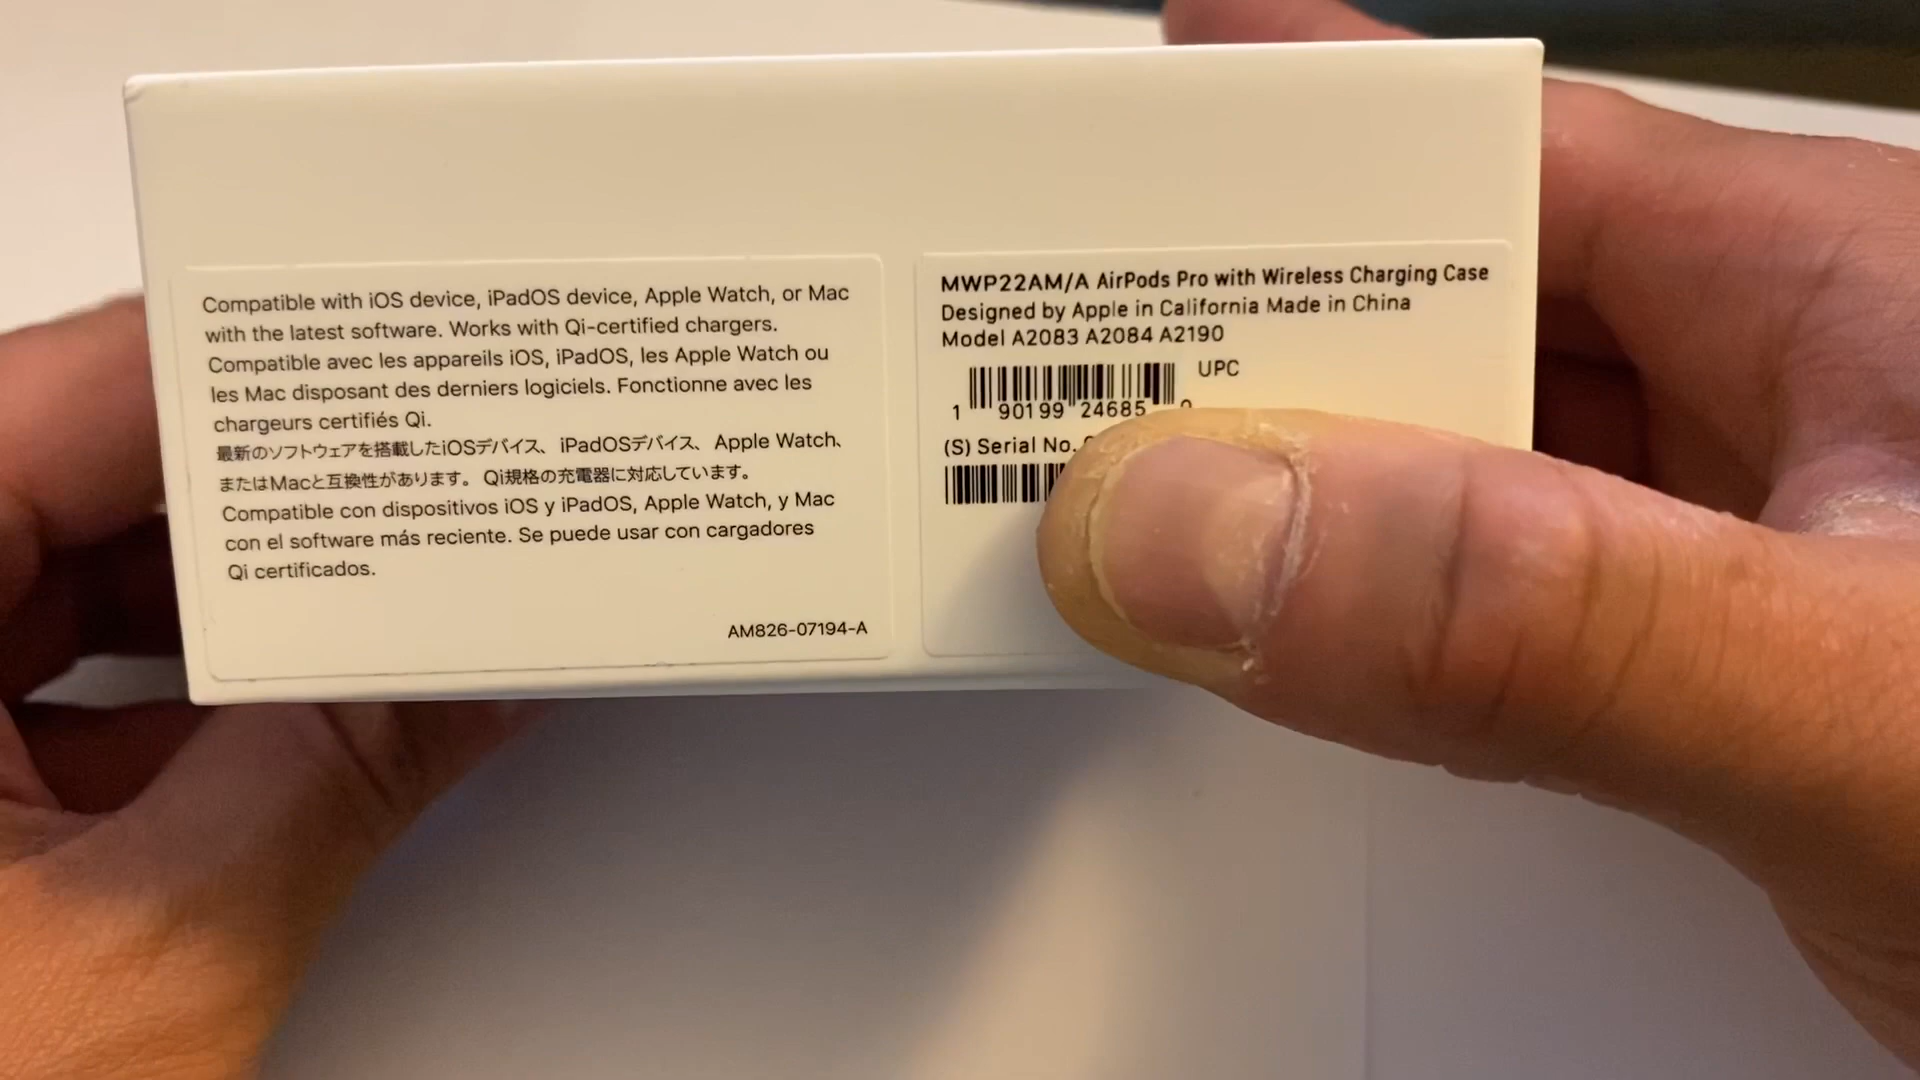 Compatible with iOS device, iPadOS device, Apple Watch, or Mac
with the latest software. Works with Qi-certified chargers.
Compatible avec les appareils iOS, iPadOS, les Apple Watch ou
les Mac disposant des derniers logiciels. Fonctionne avec les
chargeurs certifiés Qi.
最新のソフトウェアを搭載したiOSデバイス、iPadOSデバイス、Apple Watch、
またはMacと互換性があります。Qi規格の充電器に対応しています。
Compatible con dispositivos iOS y iPadOS, Apple Watch, y Mac
con el software más reciente. Se puede usar con cargadores
Qi certificados.
AM826-07194-A
MWP22AM/A AirPods Pro with Wireless Charging Case
Designed by Apple in California Made in China
Model A2083 A2084 A2190
UPC
1 90199 24685
(S) Serial No.